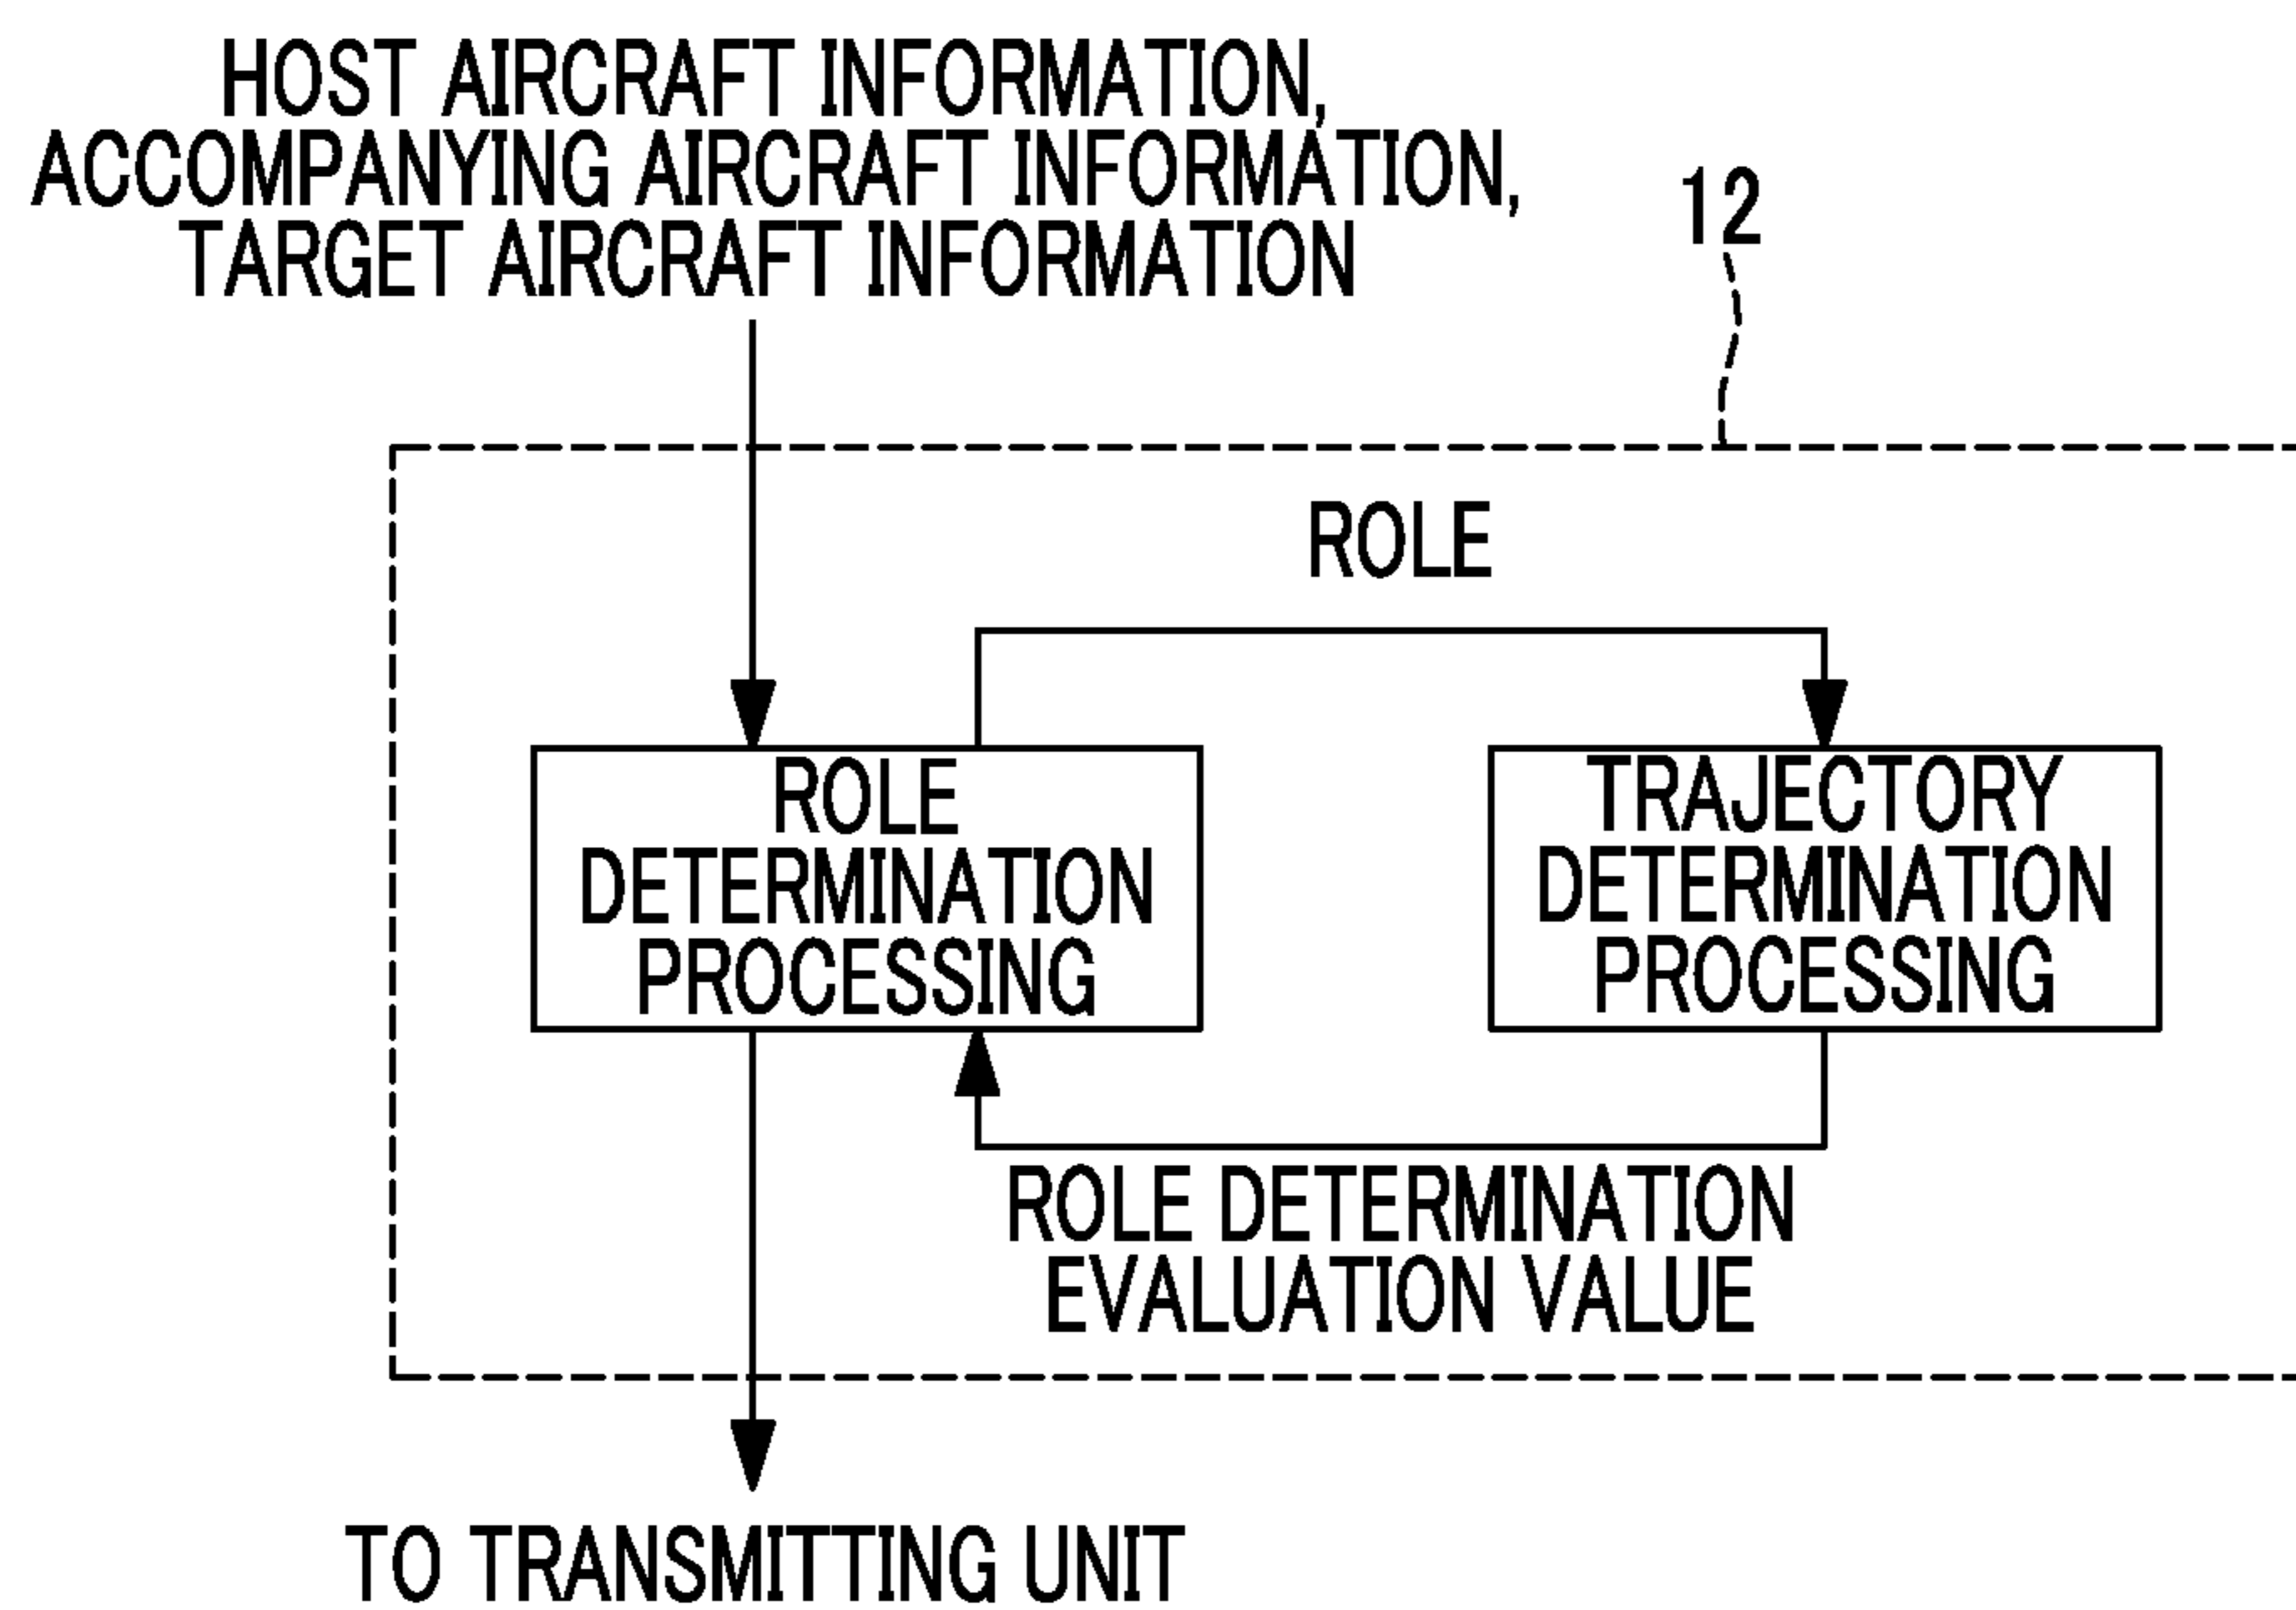 HOST AIRCRAFT INFORMATION,
ACCOMPANYING AIRCRAFT INFORMATION,
TARGET AIRCRAFT INFORMATION
12
ROLE
ROLE
DETERMINATION
PROCESSING
TRAJECTORY
DETERMINATION
PROCESSING
ROLE DETERMINATION
EVALUATION VALUE
TO TRANSMITTING UNIT